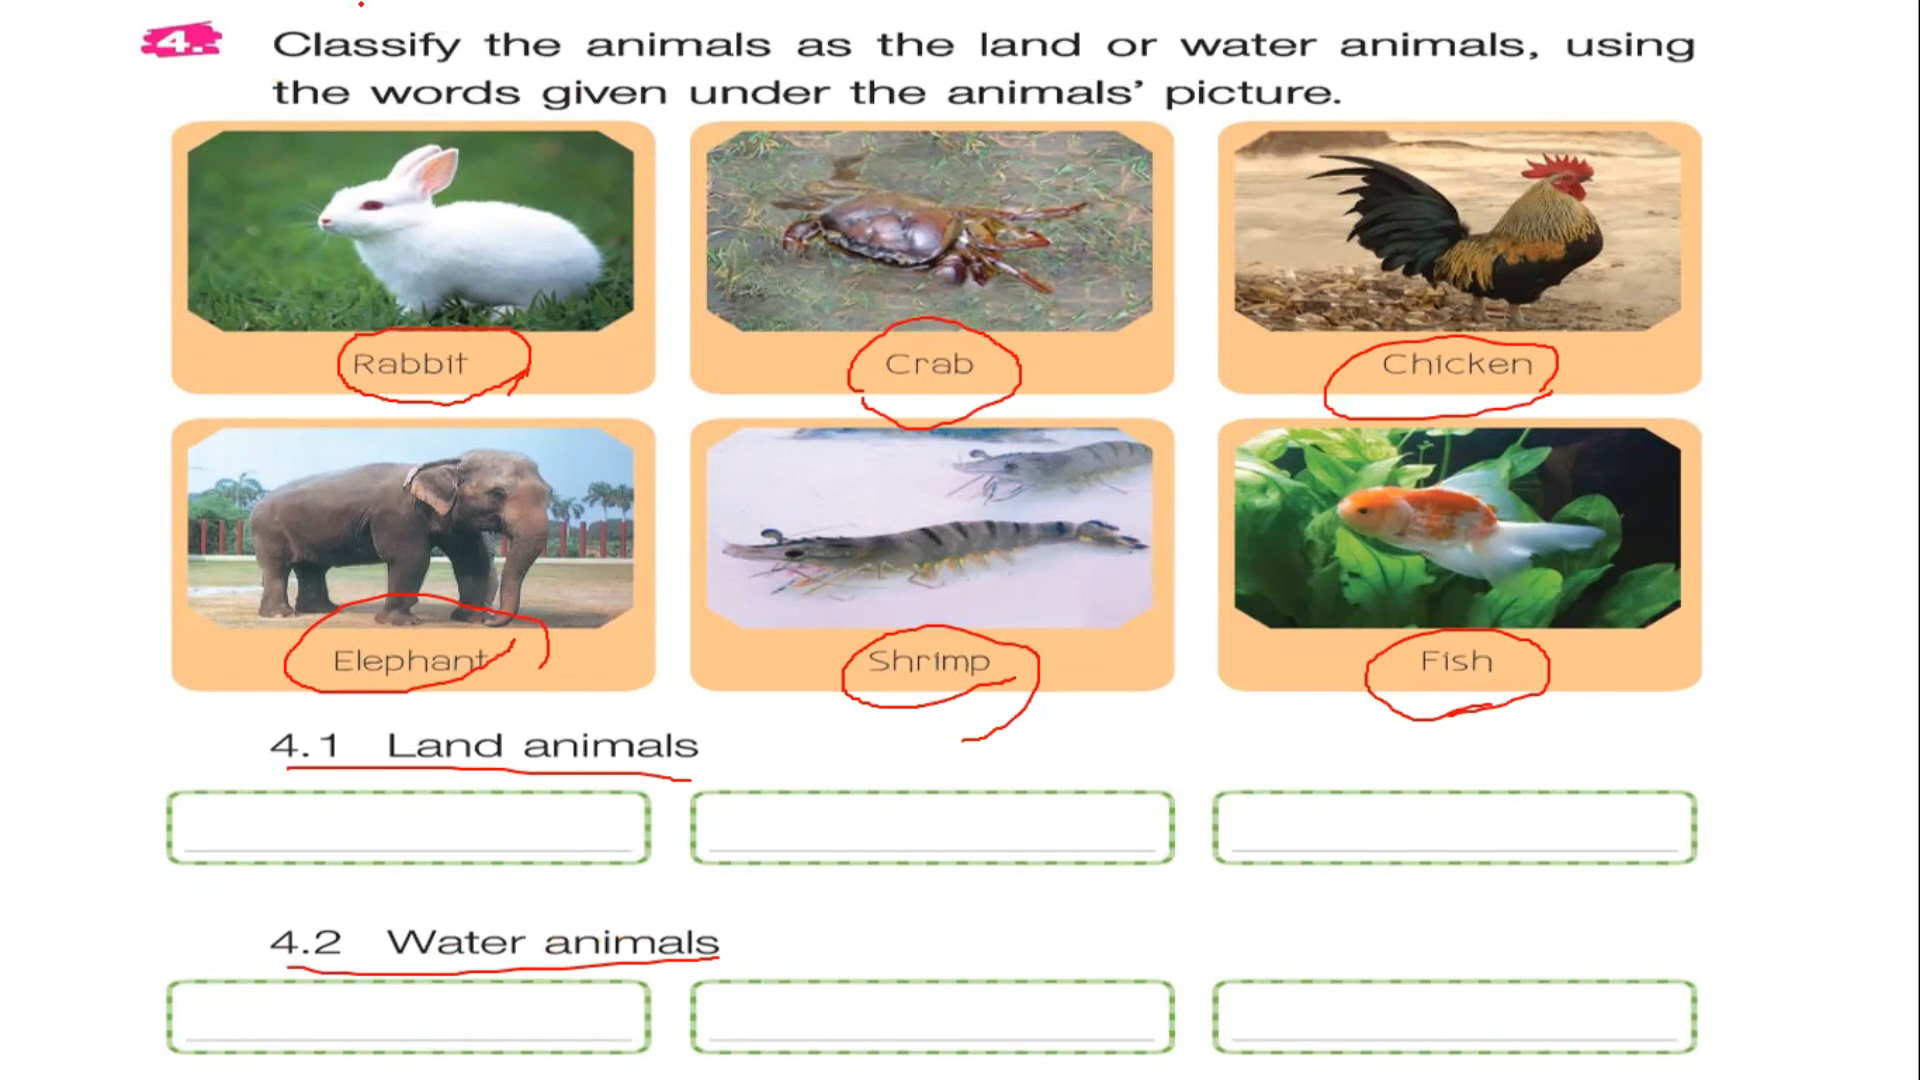 4. Classify the animals as the land or water animals, using
the words given under the animals’ picture.
Rabbit
Crab
Chicken
Elephant
Shrimp
Fish
4.1 Land animals
4.2 Water animals